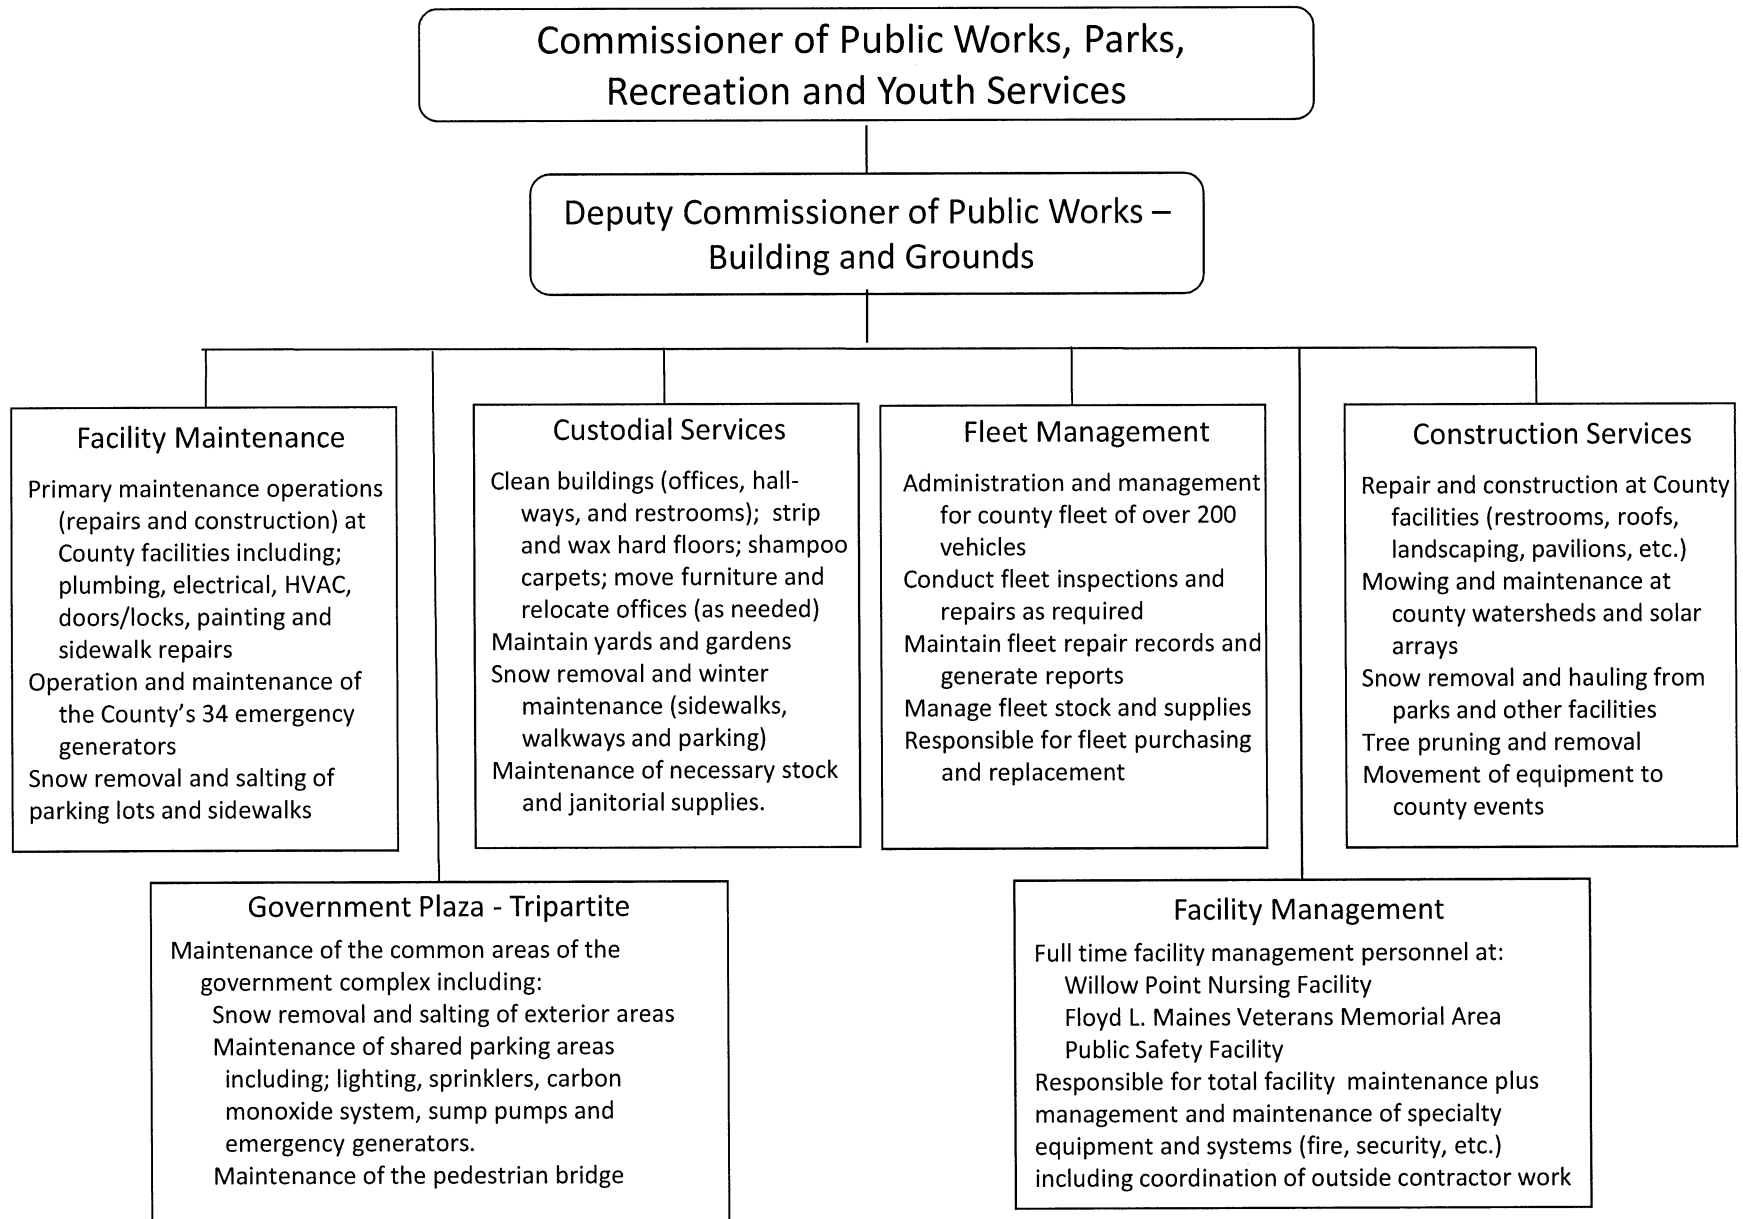 Commissioner of Public Works, Parks,
Recreation and Youth Services
Deputy Commissioner of Public Works –
Building and Grounds
Facility Maintenance
Primary maintenance operations
(repairs and construction) at
County facilities including;
plumbing, electrical, HVAC,
doors/locks, painting and
sidewalk repairs
Operation and maintenance of
the County's 34 emergency
generators
Snow removal and salting of
parking lots and sidewalks
Custodial Services
Clean buildings (offices, hall-
ways, and restrooms); strip
and wax hard floors; shampoo
carpets; move furniture and
relocate offices (as needed)
Maintain yards and gardens
Snow removal and winter
maintenance (sidewalks,
walkways and parking)
Maintenance of necessary stock
and janitorial supplies.
Fleet Management
Administration and management
for county fleet of over 200
vehicles
Conduct fleet inspections and
repairs as required
Maintain fleet repair records and
generate reports
Manage fleet stock and supplies
Responsible for fleet purchasing
and replacement
Construction Services
Repair and construction at County
facilities (restrooms, roofs,
landscaping, pavilions, etc.)
Mowing and maintenance at
county watersheds and solar
arrays
Snow removal and hauling from
parks and other facilities
Tree pruning and removal
Movement of equipment to
county events
Government Plaza - Tripartite
Maintenance of the common areas of the
government complex including:
Snow removal and salting of exterior areas
Maintenance of shared parking areas
including; lighting, sprinklers, carbon
monoxide system, sump pumps and
emergency generators.
Maintenance of the pedestrian bridge
Facility Management
Full time facility management personnel at:
Willow Point Nursing Facility
Floyd L. Maines Veterans Memorial Area
Public Safety Facility
Responsible for total facility maintenance plus
management and maintenance of specialty
equipment and systems (fire, security, etc.)
including coordination of outside contractor work